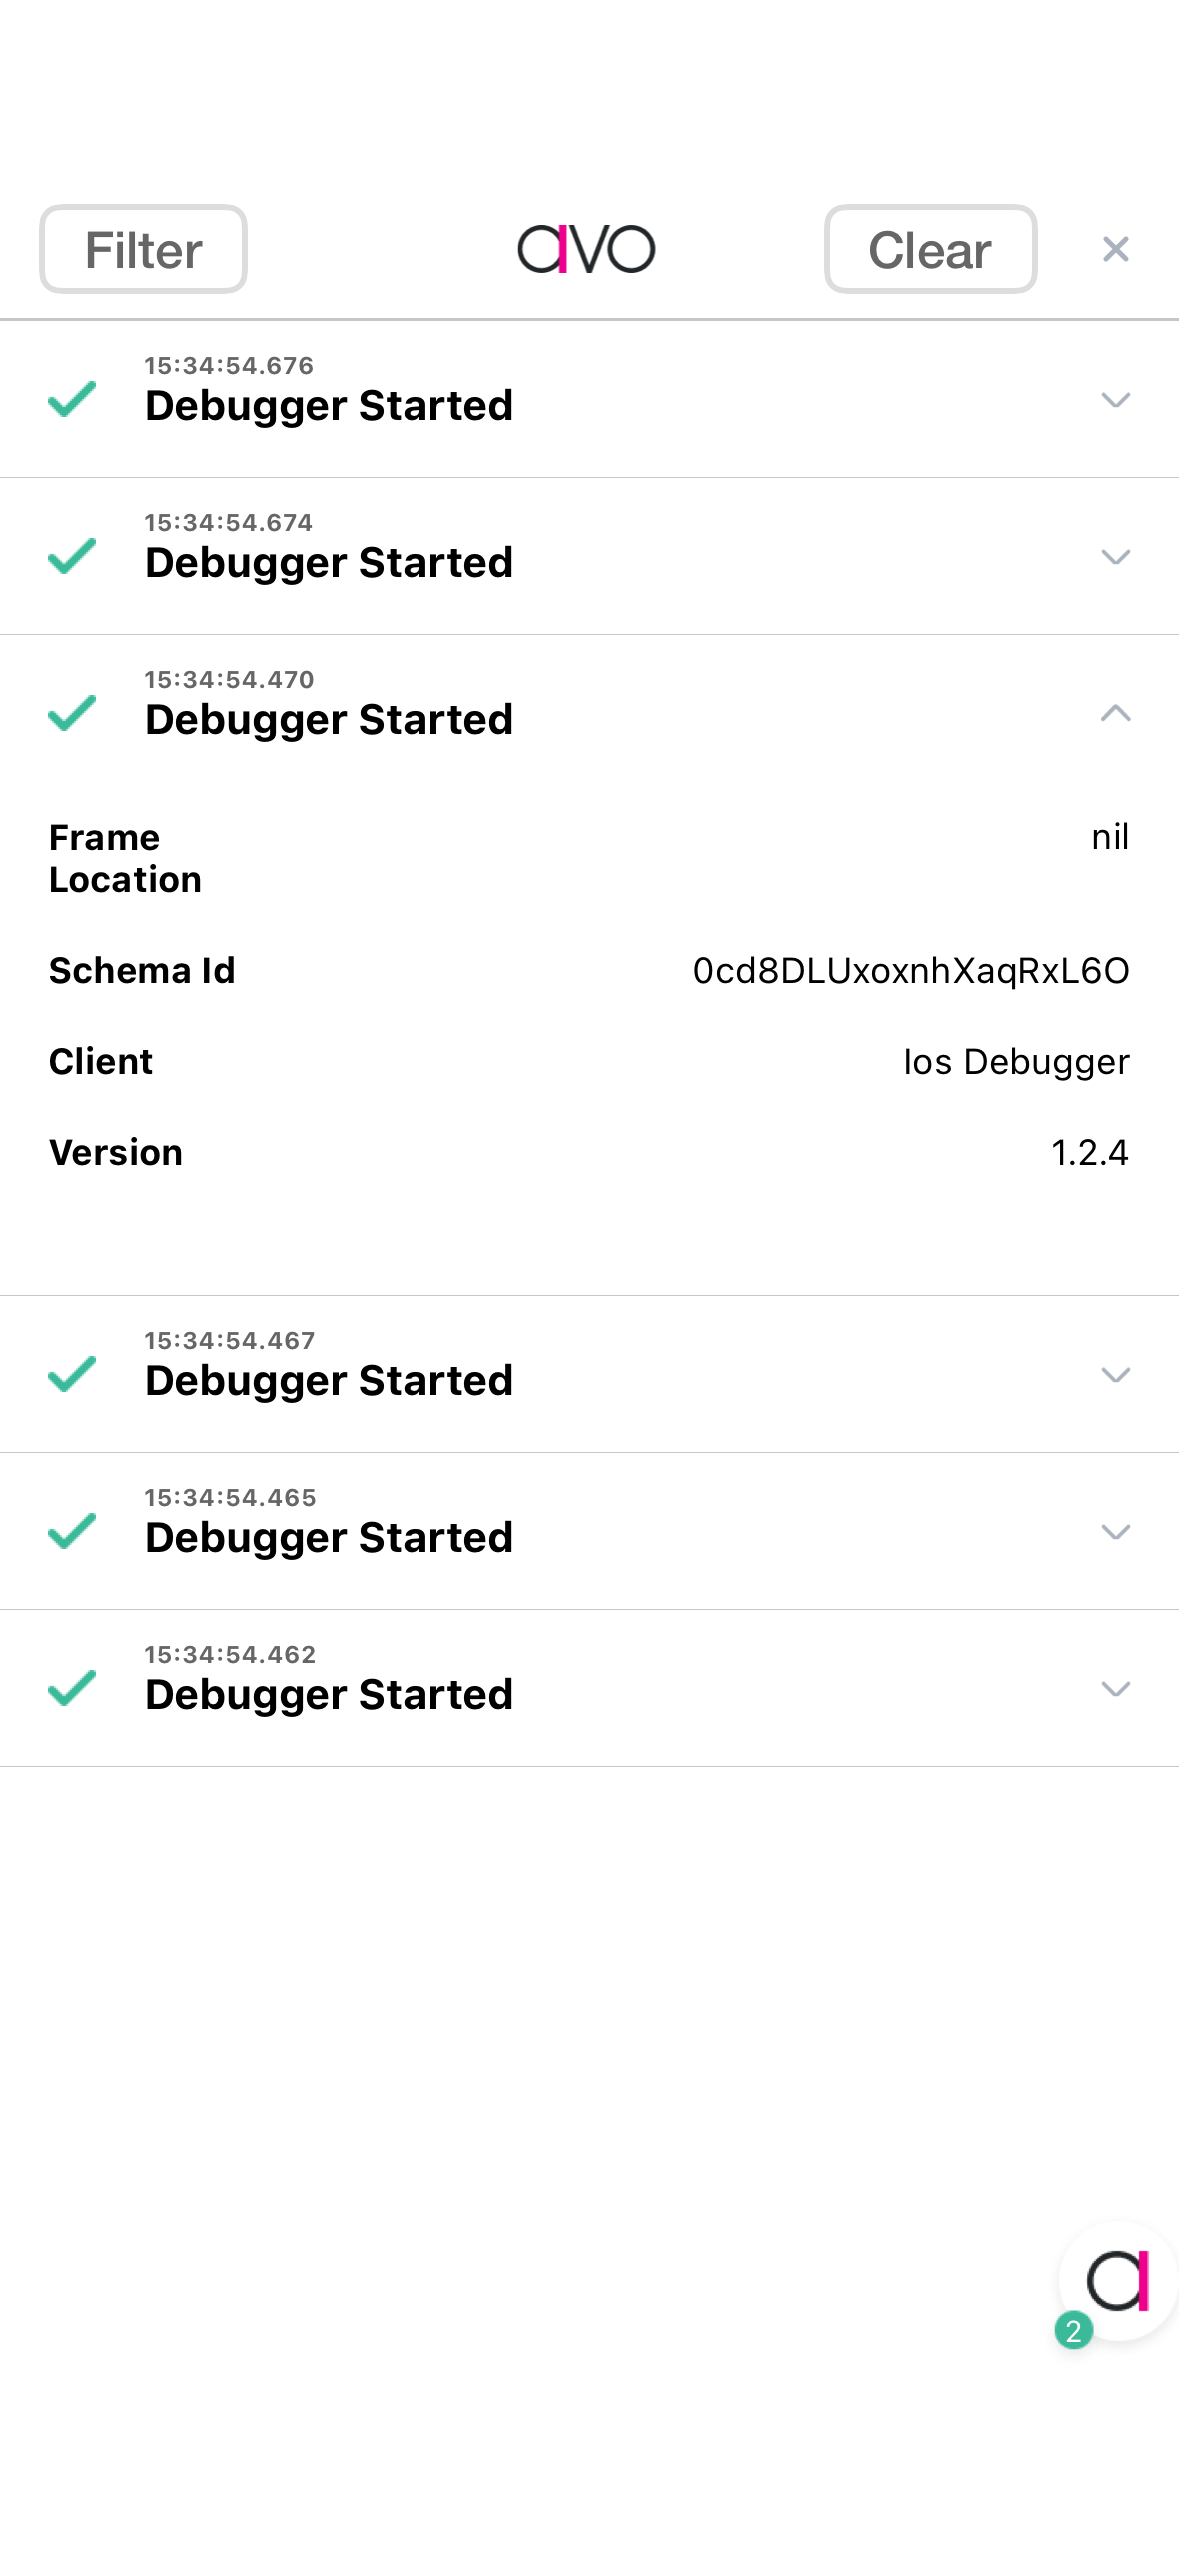 Filter
avo
Clear
15:34:54.676
Debugger Started
15:34:54.674
Debugger Started
15:34:54.470
Debugger Started
Frame
Location
nil
Schema Id
0cd8DLUxoxnhXaqRxL6O
Client
Ios Debugger
Version
1.2.4
15:34:54.467
Debugger Started
15:34:54.465
Debugger Started
15:34:54.462
Debugger Started
a
2